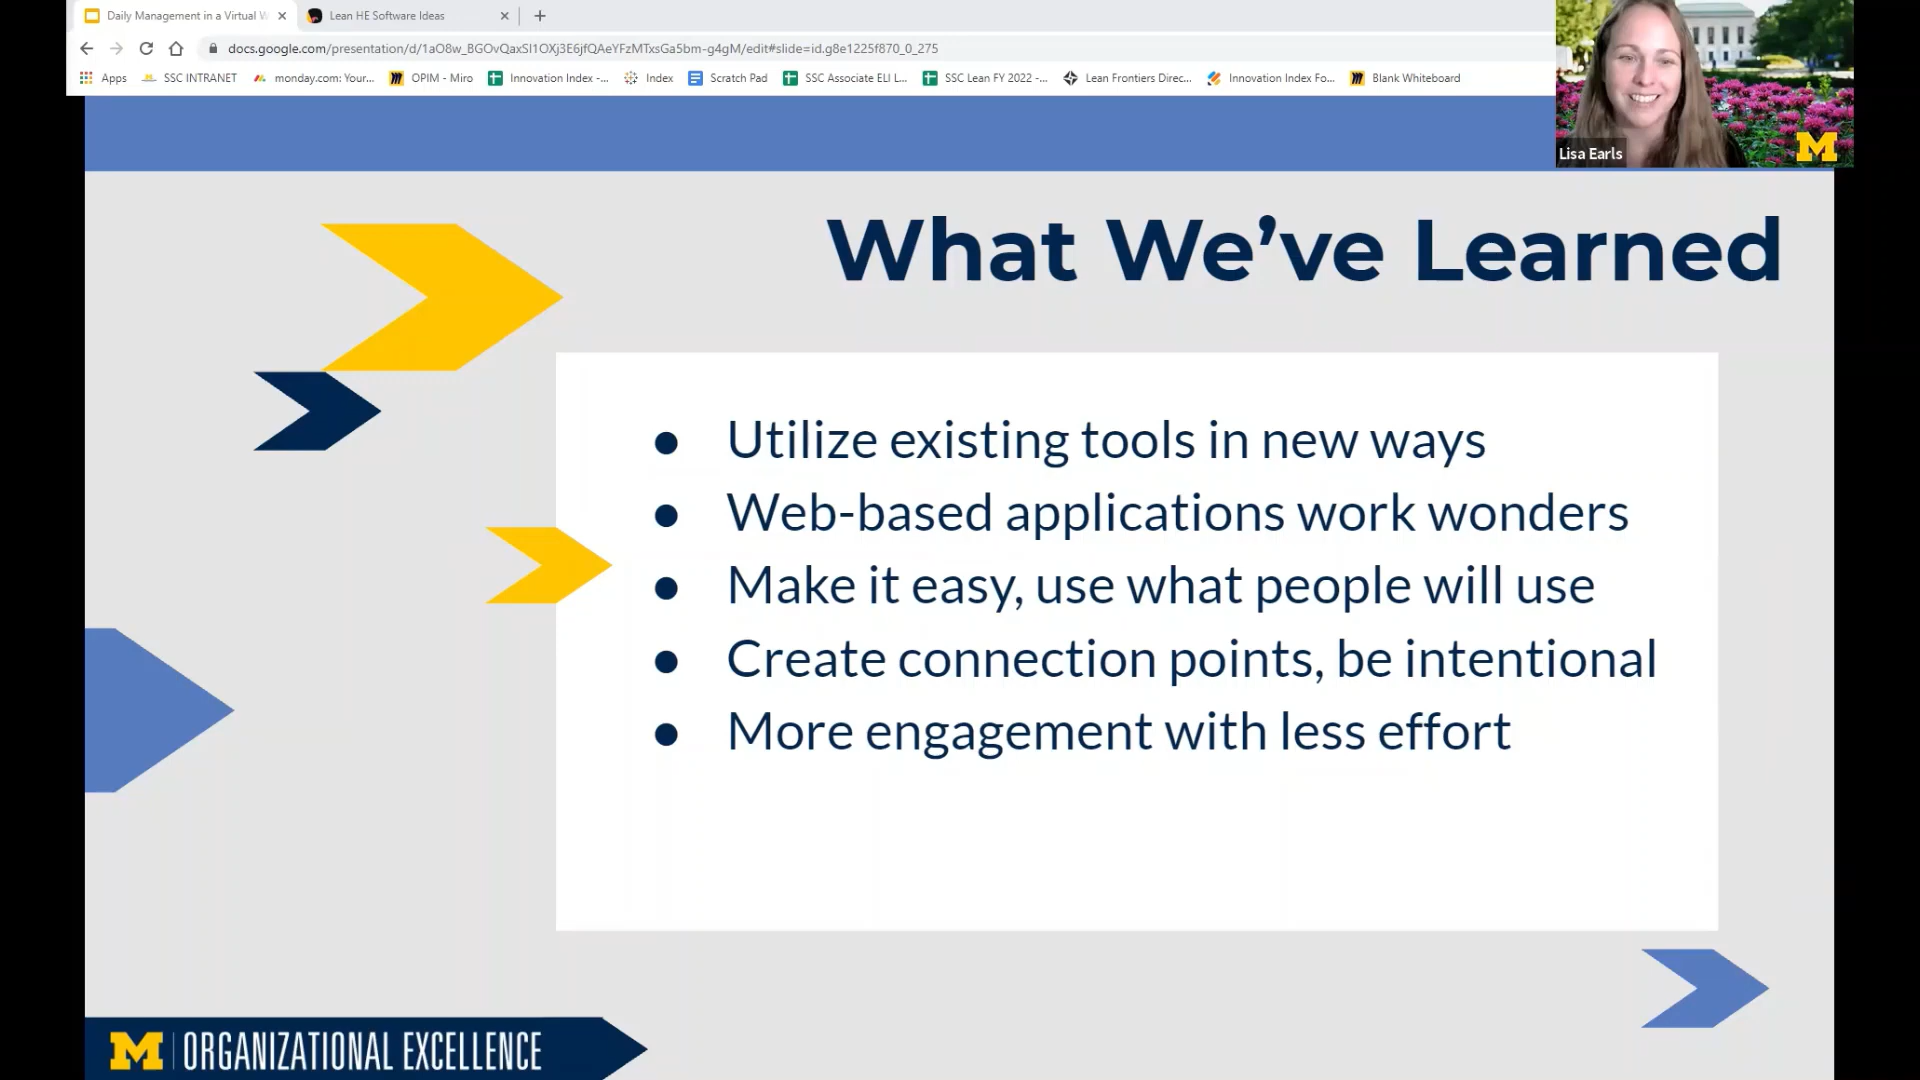 Daily Management in a Virtual W
Lean HE Software Ideas
docs.google.com/presentation/d/1aO8w_BGOvQaxSI1OXj3E6jfQAeYFzMTxsGa5bm-g4gM/edit#slide=id.g8e1225f870_0_275
Apps SSC INTRANET monday.com: Your... OPIM - Miro Innovation Index -... Index Scratch Pad SSC Associate ELI L... SSC Lean FY 2022 -... Lean Frontiers Direc... Innovation Index Fo... Blank Whiteboard
M
Lisa Earls
What We’ve Learned
● Utilize existing tools in new ways
● Web-based applications work wonders
● Make it easy, use what people will use
● Create connection points, be intentional
● More engagement with less effort
M | ORGANIZATIONAL EXCELLENCE